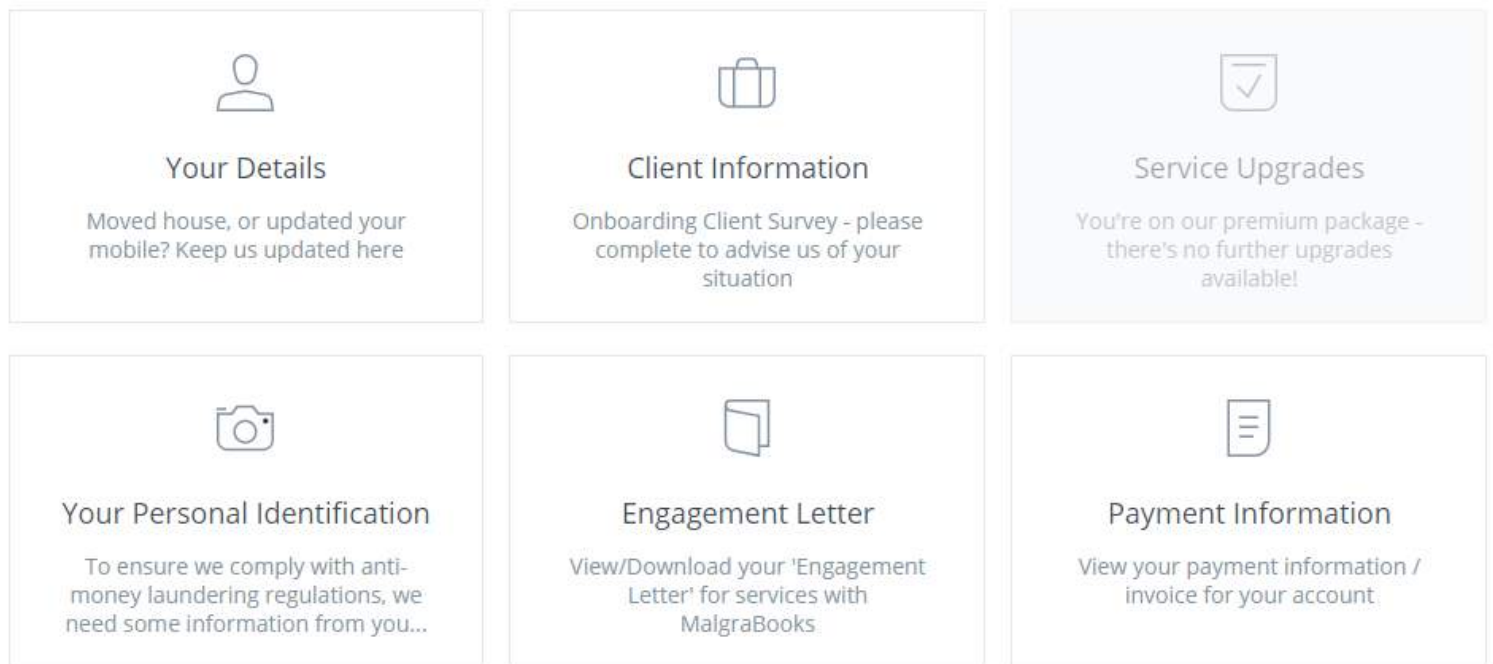 Your Details
Moved house, or updated your
mobile? Keep us updated here
Client Information
Onboarding Client Survey - please
complete to advise us of your
situation
Service Upgrades
You're on our premium package -
there's no further upgrades
available!
Your Personal Identification
To ensure we comply with anti-
money laundering regulations, we
need some information from you...
Engagement Letter
View/Download your 'Engagement
Letter' for services with
MalgraBooks
Payment Information
View your payment information /
invoice for your account